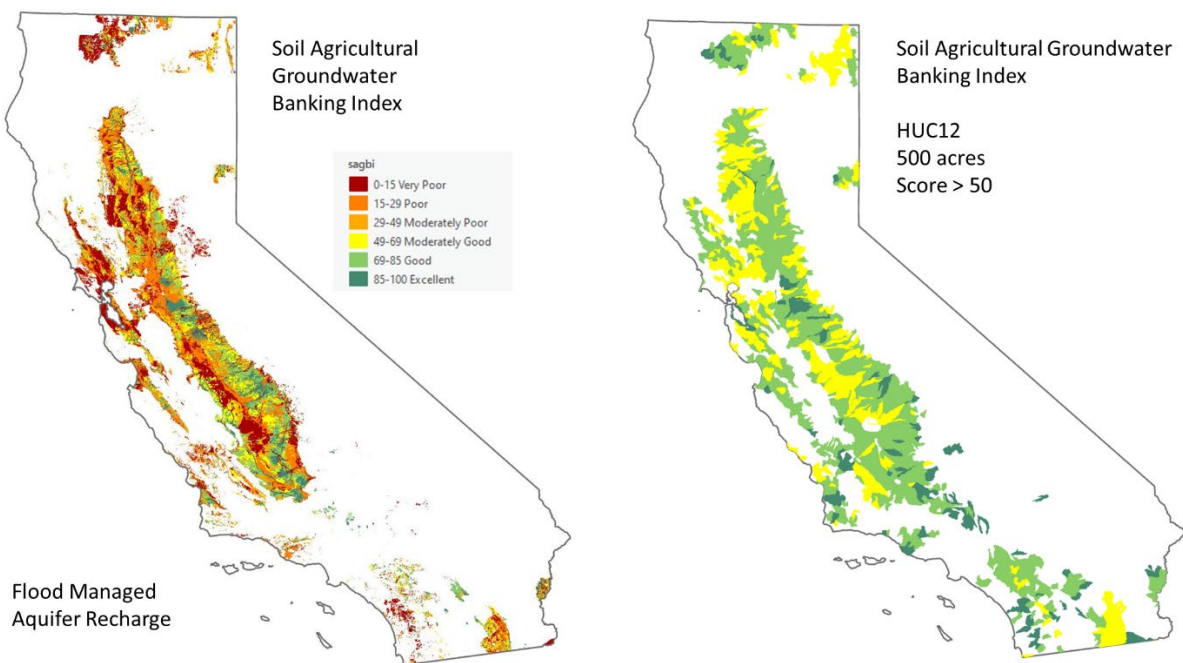 Soil Agricultural
Groundwater
Banking Index
sagbi
0-15 Very Poor
15-29 Poor
29-49 Moderately Poor
49-69 Moderately Good
69-85 Good
85-100 Excellent
Flood Managed
Aquifer Recharge
Soil Agricultural Groundwater
Banking Index
HUC12
500 acres
Score > 50